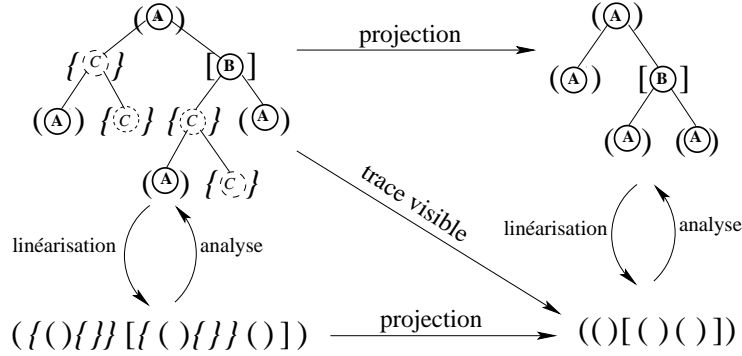 (A) projection (A)
{C} [B] (A) [B]
(A) {C} {C} (A) (A) (A)
(A) {C}
trace visible
linéarisation analyse linéarisation analyse
({(){}}[{(){}}()]) projection (()[()()])